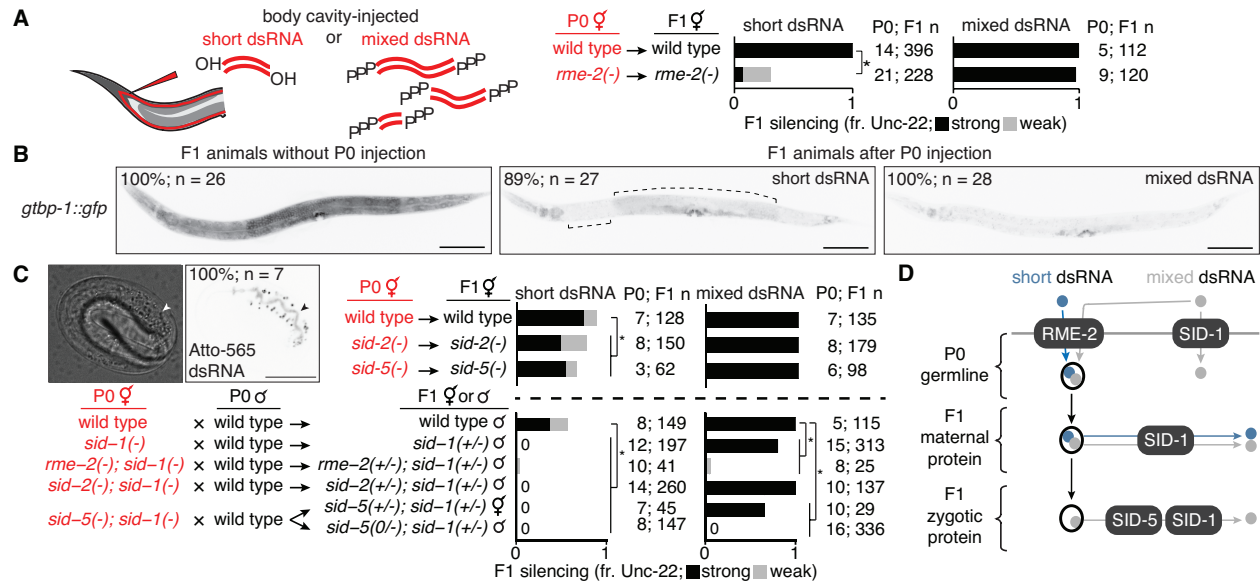 A
body cavity-injected
short dsRNA or mixed dsRNA
OH
OH
PPP
PPP
PPP
PPP
PPP
PPP
P0 ⚥ F1 ⚥
wild type → wild type
rme-2(-) → rme-2(-)
short dsRNA P0; F1 n
14; 396
*
21; 228
0 1
mixed dsRNA P0; F1 n
5; 112
9; 120
0 1
F1 silencing (fr. Unc-22; strong weak)
B
F1 animals without P0 injection
F1 animals after P0 injection
gtbp-1::gfp
100%; n = 26
89%; n = 27 short dsRNA
100%; n = 28 mixed dsRNA
C
100%; n = 7
Atto-565
dsRNA
P0 ⚥ F1 ⚥
wild type → wild type
sid-2(-) → sid-2(-)
sid-5(-) → sid-5(-)
short dsRNA P0; F1 n
7; 128
8; 150
*
3; 62
mixed dsRNA P0; F1 n
7; 135
8; 179
6; 98
P0 ⚥ P0 ♂ F1 ⚥ or ♂
wild type × wild type → wild type ♂
sid–1(-) × wild type → sid–1(+/-) ♂
rme–2(-); sid–1(-) × wild type → rme–2(+/-); sid–1(+/-) ♂
sid–2(-); sid–1(-) × wild type → sid–2(+/-); sid–1(+/-) ♂
sid–5(-); sid–1(-) × wild type
sid–5(+/-); sid–1(+/-) ⚥
sid–5(0/-); sid–1(+/-) ♂
0
0
0
*
8; 149
12; 197
10; 41
14; 260
7; 45
8; 147
0 1
0
*
*
5; 115
15; 313
8; 25
10; 137
10; 29
16; 336
0 1
F1 silencing (fr. Unc-22; strong weak)
D
short dsRNA mixed dsRNA
RME-2
SID-1
P0
germline
F1
maternal
protein
SID-1
F1
zygotic
protein
SID-5
SID-1